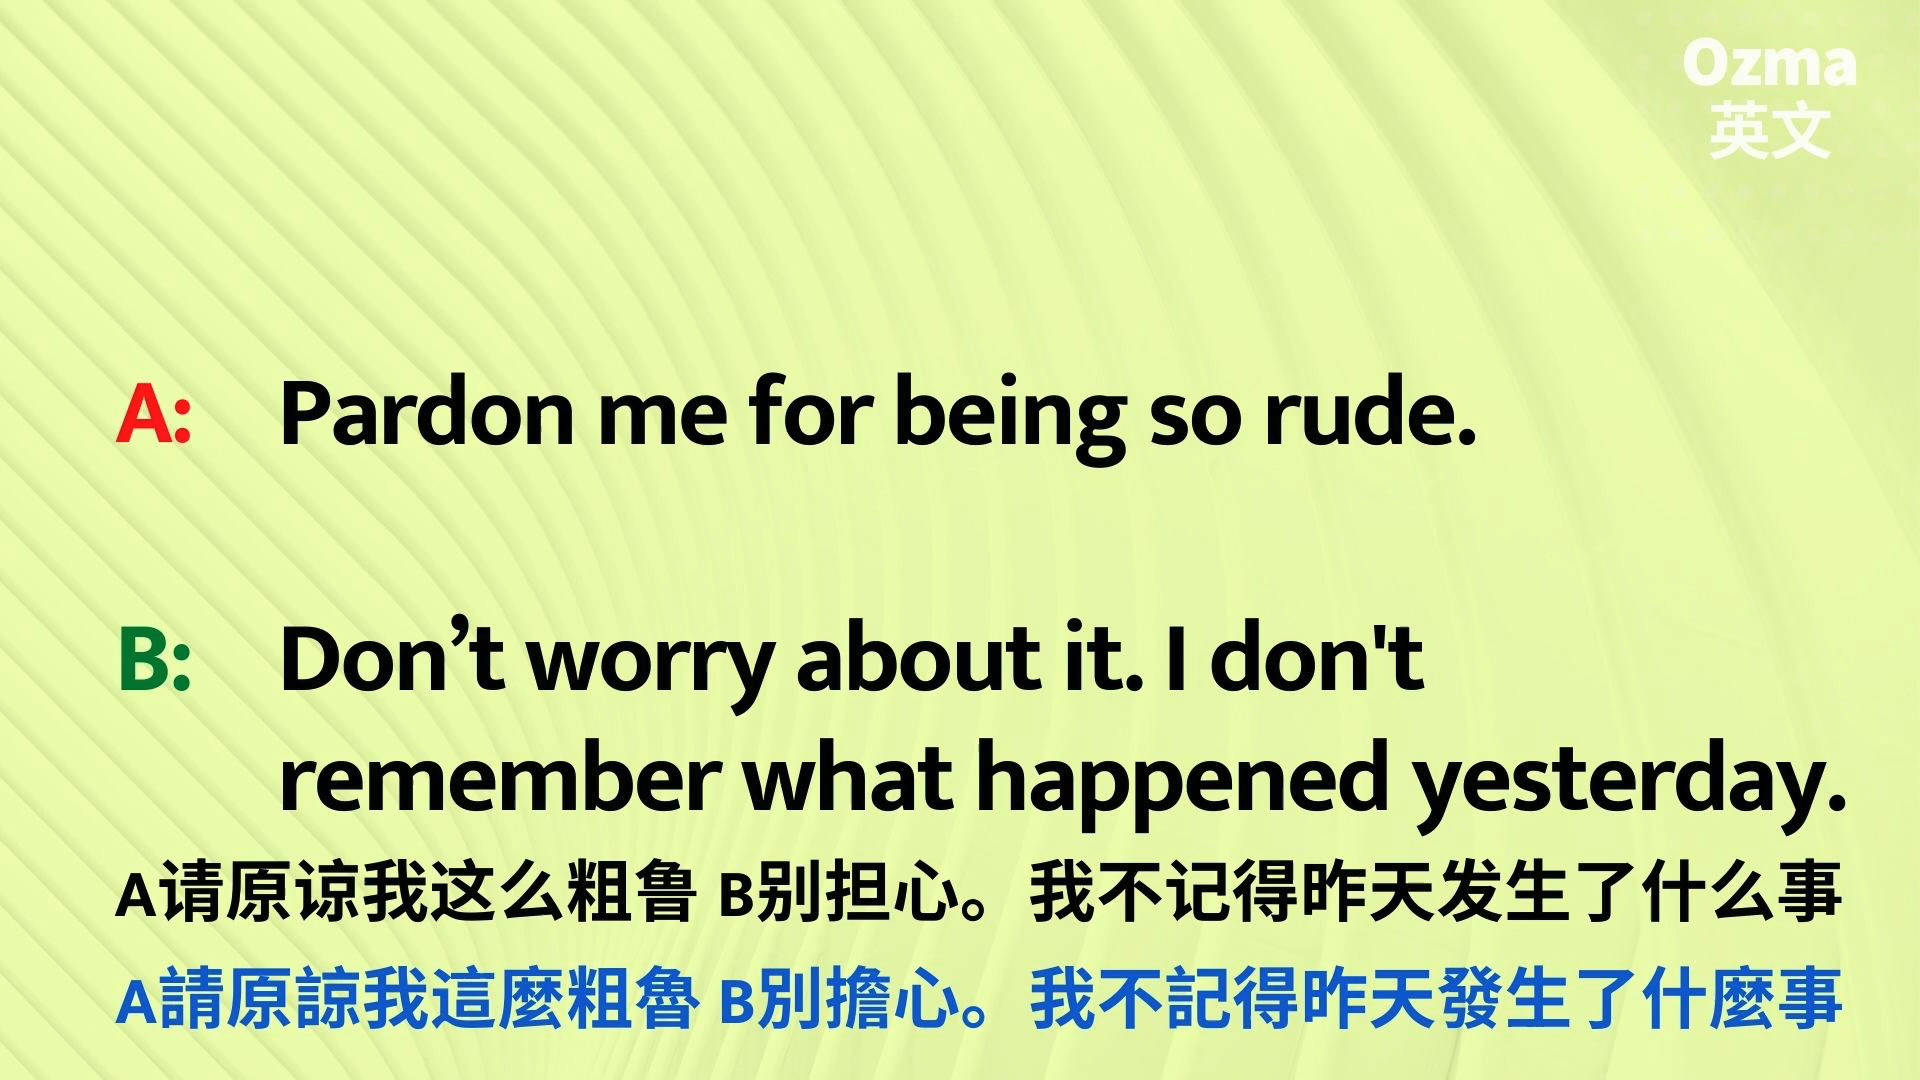 Ozma
英文
A: Pardon me for being so rude.
B: Don’t worry about it. I don't
remember what happened yesterday.
A请原谅我这么粗鲁 B别担心。我不记得昨天发生了什么事
A請原諒我這麼粗魯 B別擔心。我不記得昨天發生了什麼事